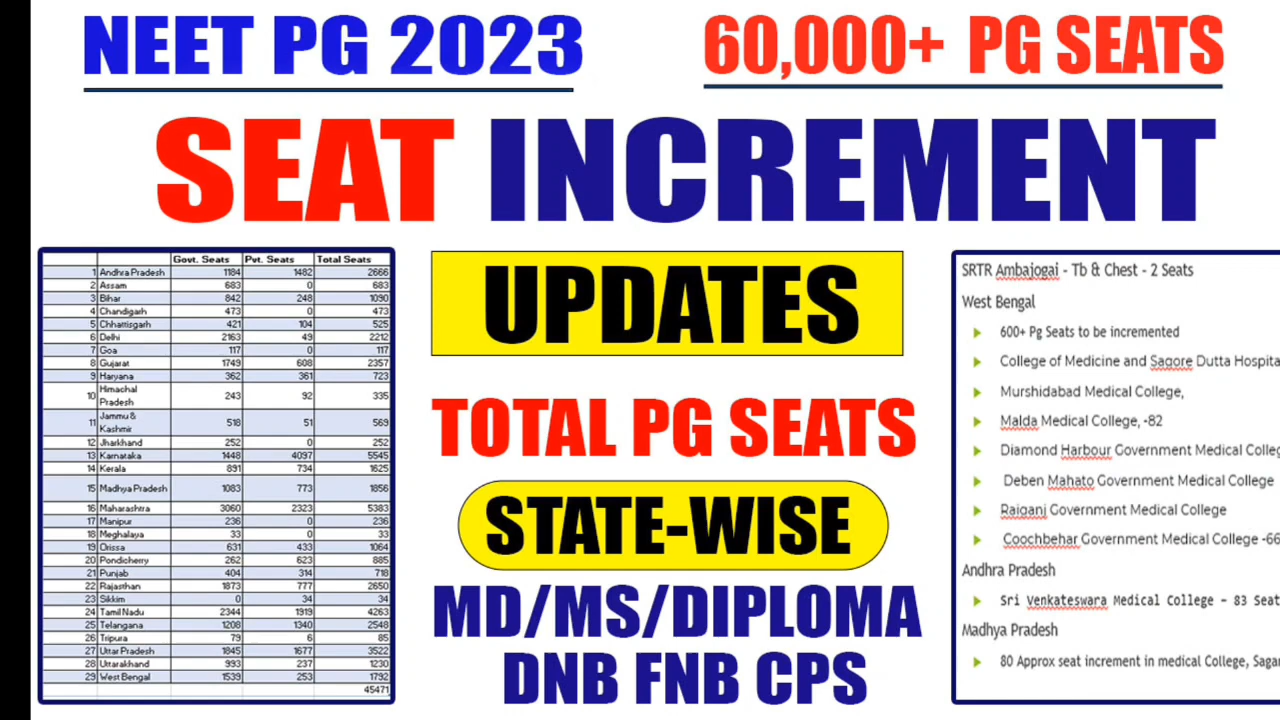 NEET PG 2023
60,000+ PG SEATS
SEAT INCREMENT
Govt. Seats Pvt. Seats Total Seats
1 Andhra Pradesh 1184 1482 2666
2 Assam 683 0 683
3 Bihar 842 248 1090
4 Chandigarh 473 0 473
5 Chhattisgarh 421 104 525
6 Delhi 2163 49 2212
7 Goa 117 0 117
8 Gujarat 1749 608 2357
9 Haryana 362 361 723
10 Himachal
Pradesh 243 92 335
11 Jammu &
Kashmir 518 51 569
12 Jharkhand 252 0 252
13 Karnataka 1448 4097 5545
14 Kerala 891 734 1625
15 Madhya Pradesh 1083 773 1856
16 Maharashtra 3060 2323 5383
17 Manipur 236 0 236
18 Meghalaya 33 0 33
19 Orissa 631 433 1064
20 Pondicherry 262 623 885
21 Punjab 404 314 718
22 Rajasthan 1873 777 2650
23 Sikkim 0 34 34
24 Tamil Nadu 2344 1919 4263
25 Telangana 1208 1340 2548
26 Tripura 79 6 85
27 Uttar Pradesh 1845 1677 3522
28 Uttarakhand 993 237 1230
29 West Bengal 1539 253 1792
45471
UPDATES
TOTAL PG SEATS
STATE-WISE
MD/MS/DIPLOMA
DNB FNB CPS
SRTR Ambajogai - Tb & Chest - 2 Seats
West Bengal
600+ Pg Seats to be incremented
College of Medicine and Sagore Dutta Hospita
Murshidabad Medical College,
Malda Medical College, -82
Diamond Harbour Government Medical Colleg
Deben Mahato Government Medical College
Raiganj Government Medical College
Coochbehar Government Medical College -66
Andhra Pradesh
Sri Venkateswara Medical College – 83 Seat
Madhya Pradesh
80 Approx seat increment in medical College, Sagar